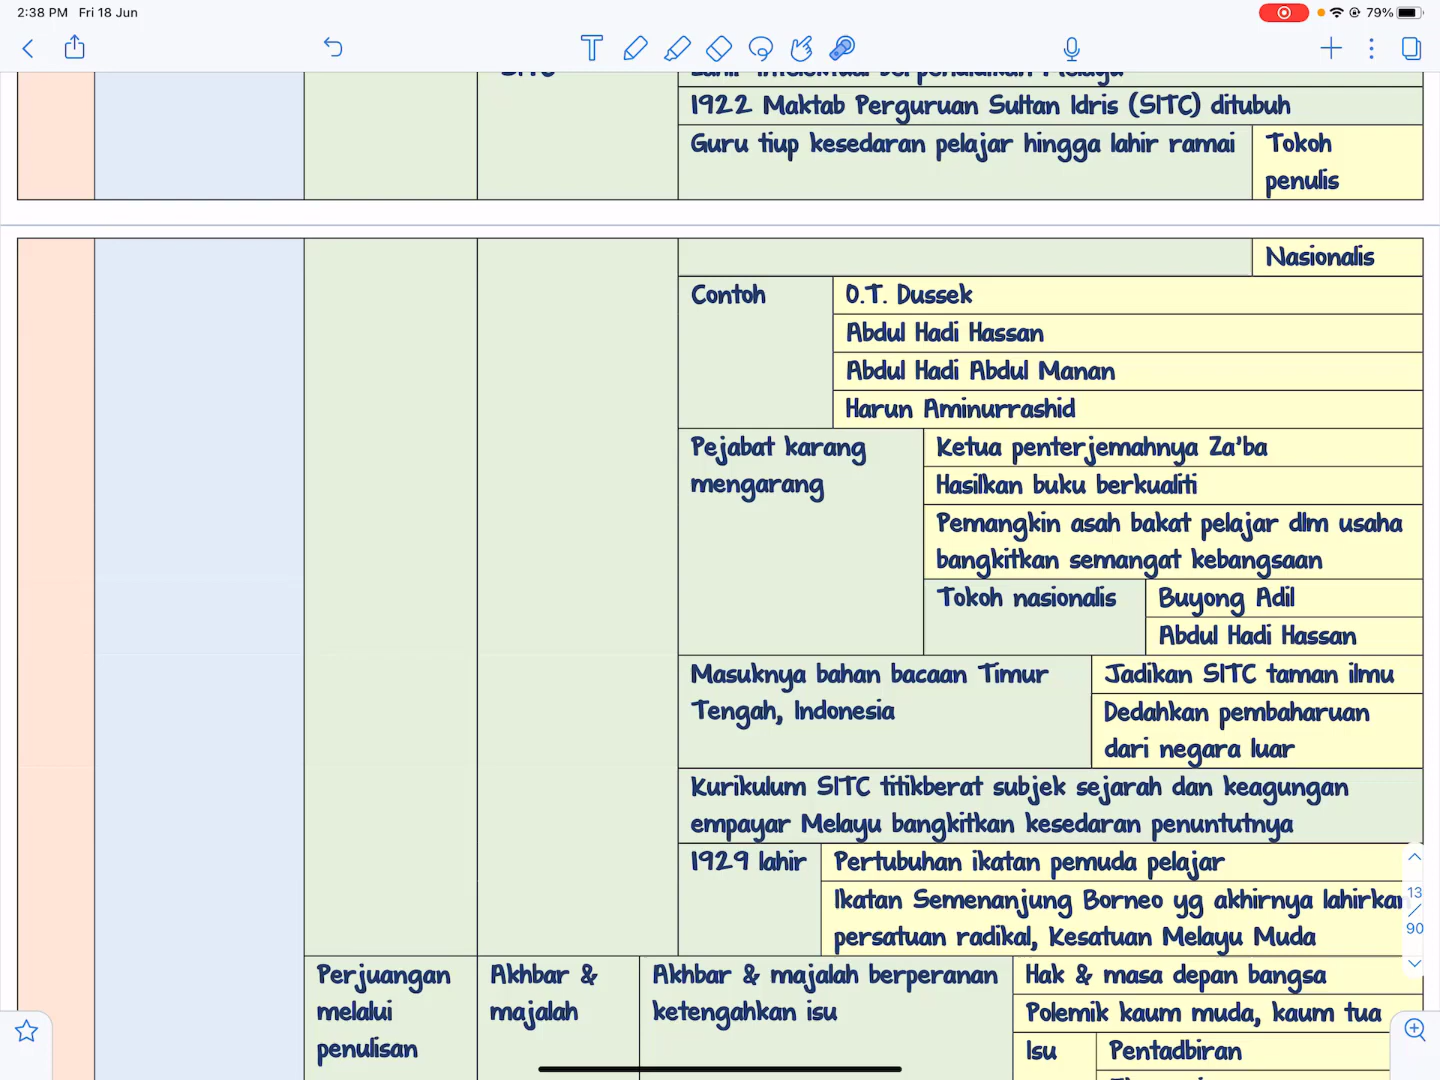 2:38 PM Fri 18 Jun
79%
1922 Maktab Perguruan Sultan Idris (SITC) ditubuh
Guru tiup kesedaran pelajar hingga lahir ramai
Tokoh
penulis
Nasionalis
Contoh
O.T. Dussek
Abdul Hadi Hassan
Abdul Hadi Abdul Manan
Harun Aminurrashid
Pejabat karang
mengarang
Ketua penterjemahnya Za'ba
Hasilkan buku berkualiti
Pemangkin asah bakat pelajar dlm usaha
bangkitkan semangat kebangsaan
Tokoh nasionalis
Buyong Adil
Abdul Hadi Hassan
Masuknya bahan bacaan Timur
Tengah, Indonesia
Jadikan SITC taman ilmu
Dedahkan pembaharuan
dari negara luar
Kurikulum SITC titikberat subjek sejarah dan keagungan
empayar Melayu bangkitkan kesedaran penuntutnya
1929 lahir
Pertubuhan ikatan pemuda pelajar
Ikatan Semenanjung Borneo yg akhirnya lahirkan
persatuan radikal, Kesatuan Melayu Muda
13
/
90
Perjuangan
melalui
penulisan
Akhbar &
majalah
Akhbar & majalah berperanan
ketengahkan isu
Hak & masa depan bangsa
Polemik kaum muda, kaum tua
Isu
Pentadbiran